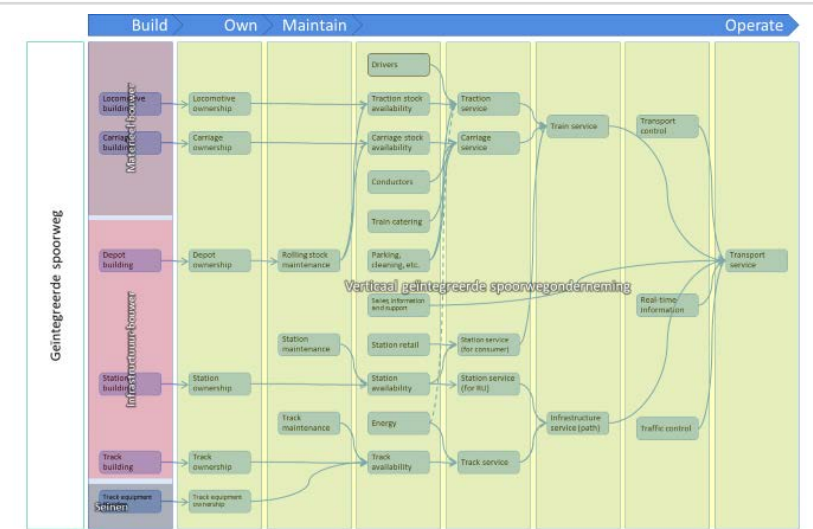 Build
Own
Maintain
Operate
Geïntegreerde spoorweg
Materieel-bouwer
Infrastructuur-bouwer
Seinen
Verticaal geïntegreerde spoorwegonderneming
Locomotive
building
Carriage
building
Depot
building
Station
building
Track
building
Track equipment
Locomotive
ownership
Carriage
ownership
Depot
ownership
Station
ownership
Track
ownership
Track equipment
ownership
Rolling stock
maintenance
Station
maintenance
Track
maintenance
Drivers
Traction stock
availability
Carriage stock
availability
Conductors
Train catering
Parking,
cleaning, etc.
Sales, information
and support
Station retail
Station
availability
Energy
Track
availability
Traction
service
Carriage
service
Station service
(for consumer)
Station service
(for RU)
Track service
Train service
Infrastructure
service (path)
Transport
control
Real-time
information
Traffic control
Transport
service